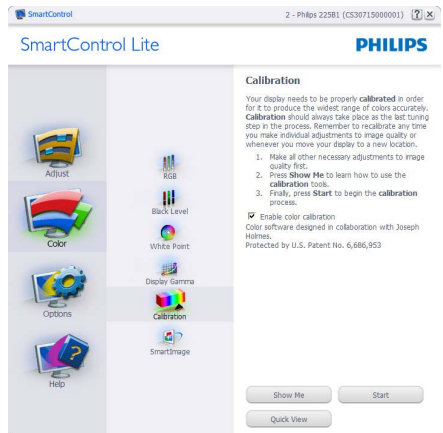 SmartControl
2 - Philips 225B1 (CS30715000001)
SmartControl Lite
PHILIPS
Adjust
Color
Options
Help
RGB
Black Level
White Point
Display Gamma
Calibration
SmartImage
Calibration
Your display needs to be properly calibrated in order
for it to produce the widest range of colors accurately.
Calibration should always take place as the last tuning
step in the process. Remember to recalibrate any time
you make individual adjustments to image quality or
whenever you move your display to a new location.
1. Make all other necessary adjustments to image
quality first.
2. Press Show Me to learn how to use the
calibration tools.
3. Finally, press Start to begin the calibration
process.
Enable color calibration
Color software designed in collaboration with Joseph
Holmes.
Protected by U.S. Patent No. 6,686,953
Show Me
Start
Quick View